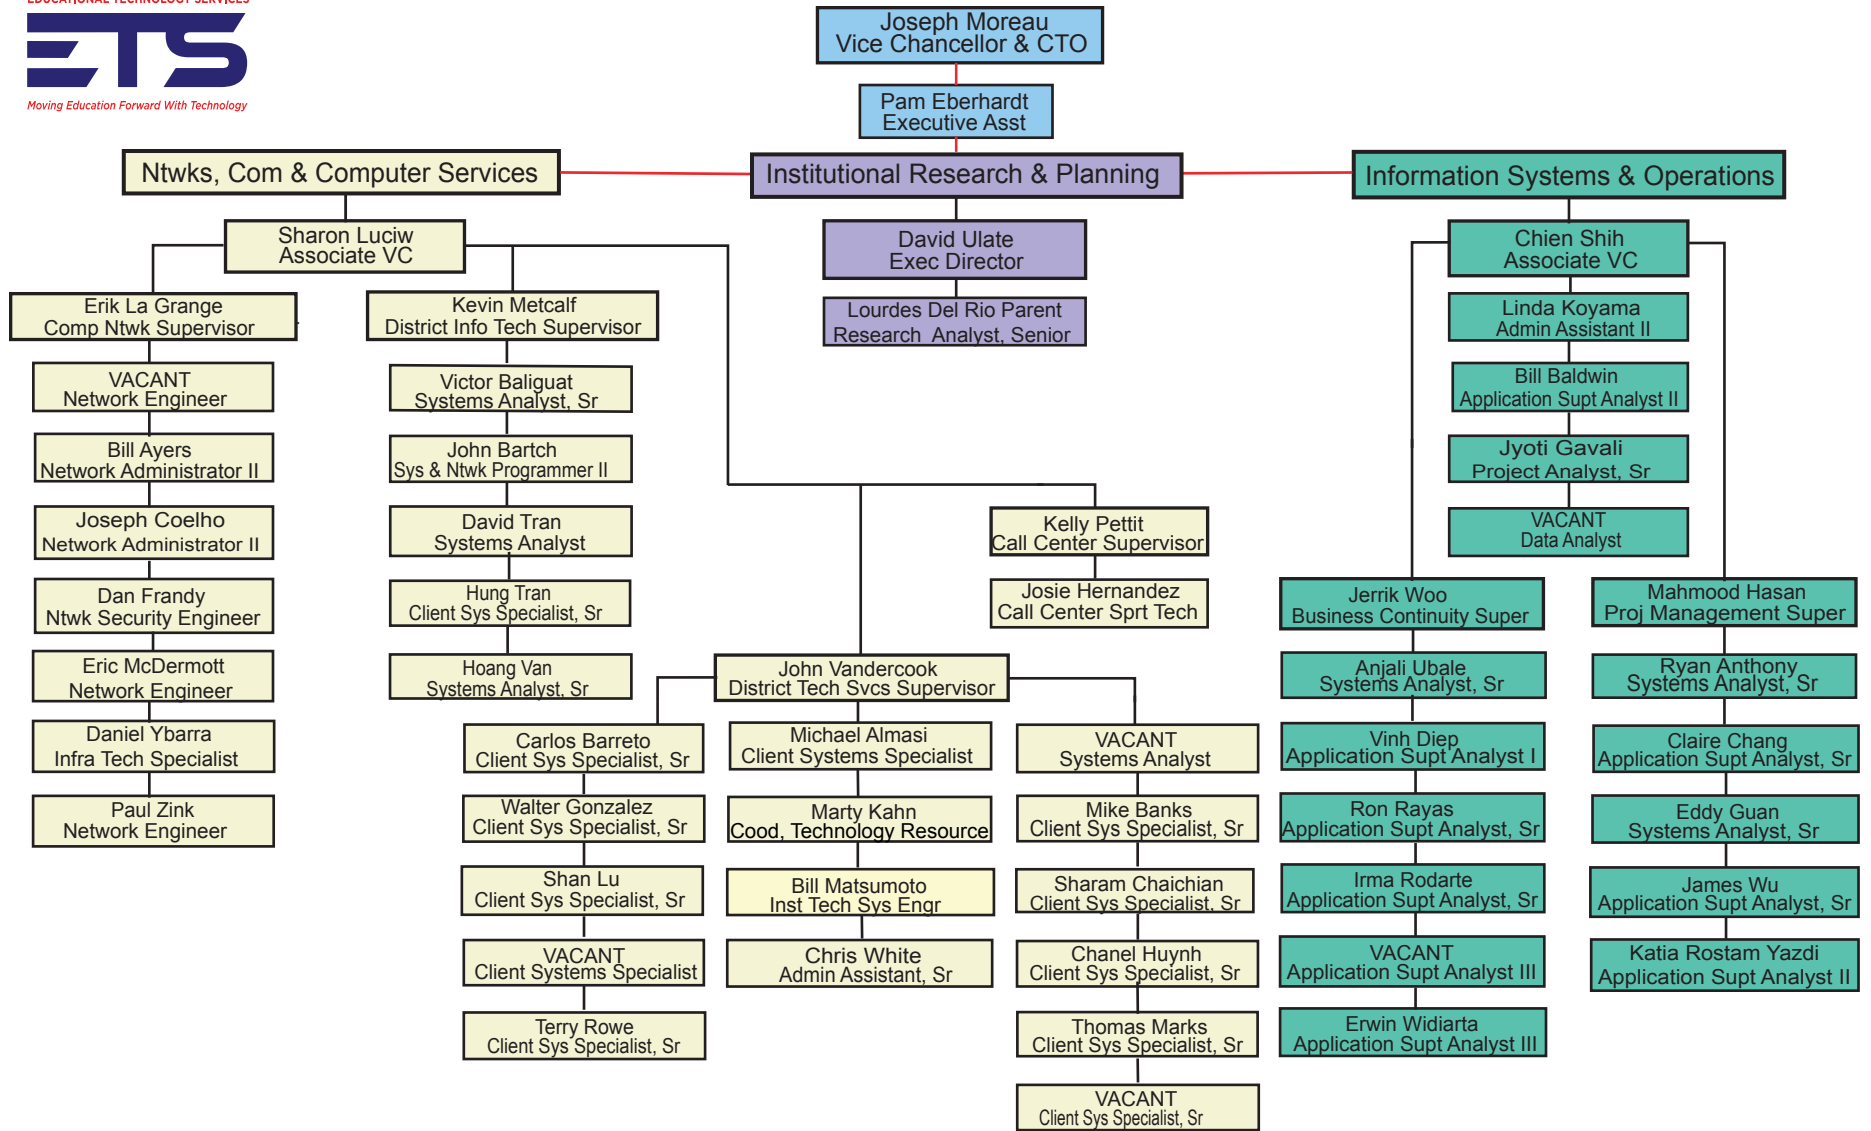 EDUCATIONAL TECHNOLOGY SERVICES
ETS
Moving Education Forward With Technology
Joseph Moreau
Vice Chancellor & CTO
Pam Eberhardt
Executive Asst
Ntwks, Com & Computer Services
Institutional Research & Planning
Information Systems & Operations
Sharon Luciw
Associate VC
David Ulate
Exec Director
Lourdes Del Rio Parent
Research Analyst, Senior
Chien Shih
Associate VC
Linda Koyama
Admin Assistant II
Bill Baldwin
Application Supt Analyst II
Jyoti Gavali
Project Analyst, Sr
VACANT
Data Analyst
Erik La Grange
Comp Ntwk Supervisor
VACANT
Network Engineer
Bill Ayers
Network Administrator II
Joseph Coelho
Network Administrator II
Dan Frandy
Ntwk Security Engineer
Eric McDermott
Network Engineer
Daniel Ybarra
Infra Tech Specialist
Paul Zink
Network Engineer
Kevin Metcalf
District Info Tech Supervisor
Victor Baliguat
Systems Analyst, Sr
John Bartch
Sys & Ntwk Programmer II
David Tran
Systems Analyst
Hung Tran
Client Sys Specialist, Sr
Hoang Van
Systems Analyst, Sr
Kelly Pettit
Call Center Supervisor
Josie Hernandez
Call Center Sprt Tech
John Vandercook
District Tech Svcs Supervisor
Carlos Barreto
Client Sys Specialist, Sr
Walter Gonzalez
Client Sys Specialist, Sr
Shan Lu
Client Sys Specialist, Sr
VACANT
Client Systems Specialist
Terry Rowe
Client Sys Specialist, Sr
Michael Almasi
Client Systems Specialist
Marty Kahn
Cood, Technology Resource
Bill Matsumoto
Inst Tech Sys Engr
Chris White
Admin Assistant, Sr
VACANT
Systems Analyst
Mike Banks
Client Sys Specialist, Sr
Sharam Chaichian
Client Sys Specialist, Sr
Chanel Huynh
Client Sys Specialist, Sr
Thomas Marks
Client Sys Specialist, Sr
VACANT
Client Sys Specialist, Sr
Jerrik Woo
Business Continuity Super
Anjali Ubale
Systems Analyst, Sr
Vinh Diep
Application Supt Analyst I
Ron Rayas
Application Supt Analyst, Sr
Irma Rodarte
Application Supt Analyst, Sr
VACANT
Application Supt Analyst III
Erwin Widiarta
Application Supt Analyst III
Mahmood Hasan
Proj Management Super
Ryan Anthony
Systems Analyst, Sr
Claire Chang
Application Supt Analyst, Sr
Eddy Guan
Systems Analyst, Sr
James Wu
Application Supt Analyst, Sr
Katia Rostam Yazdi
Application Supt Analyst II